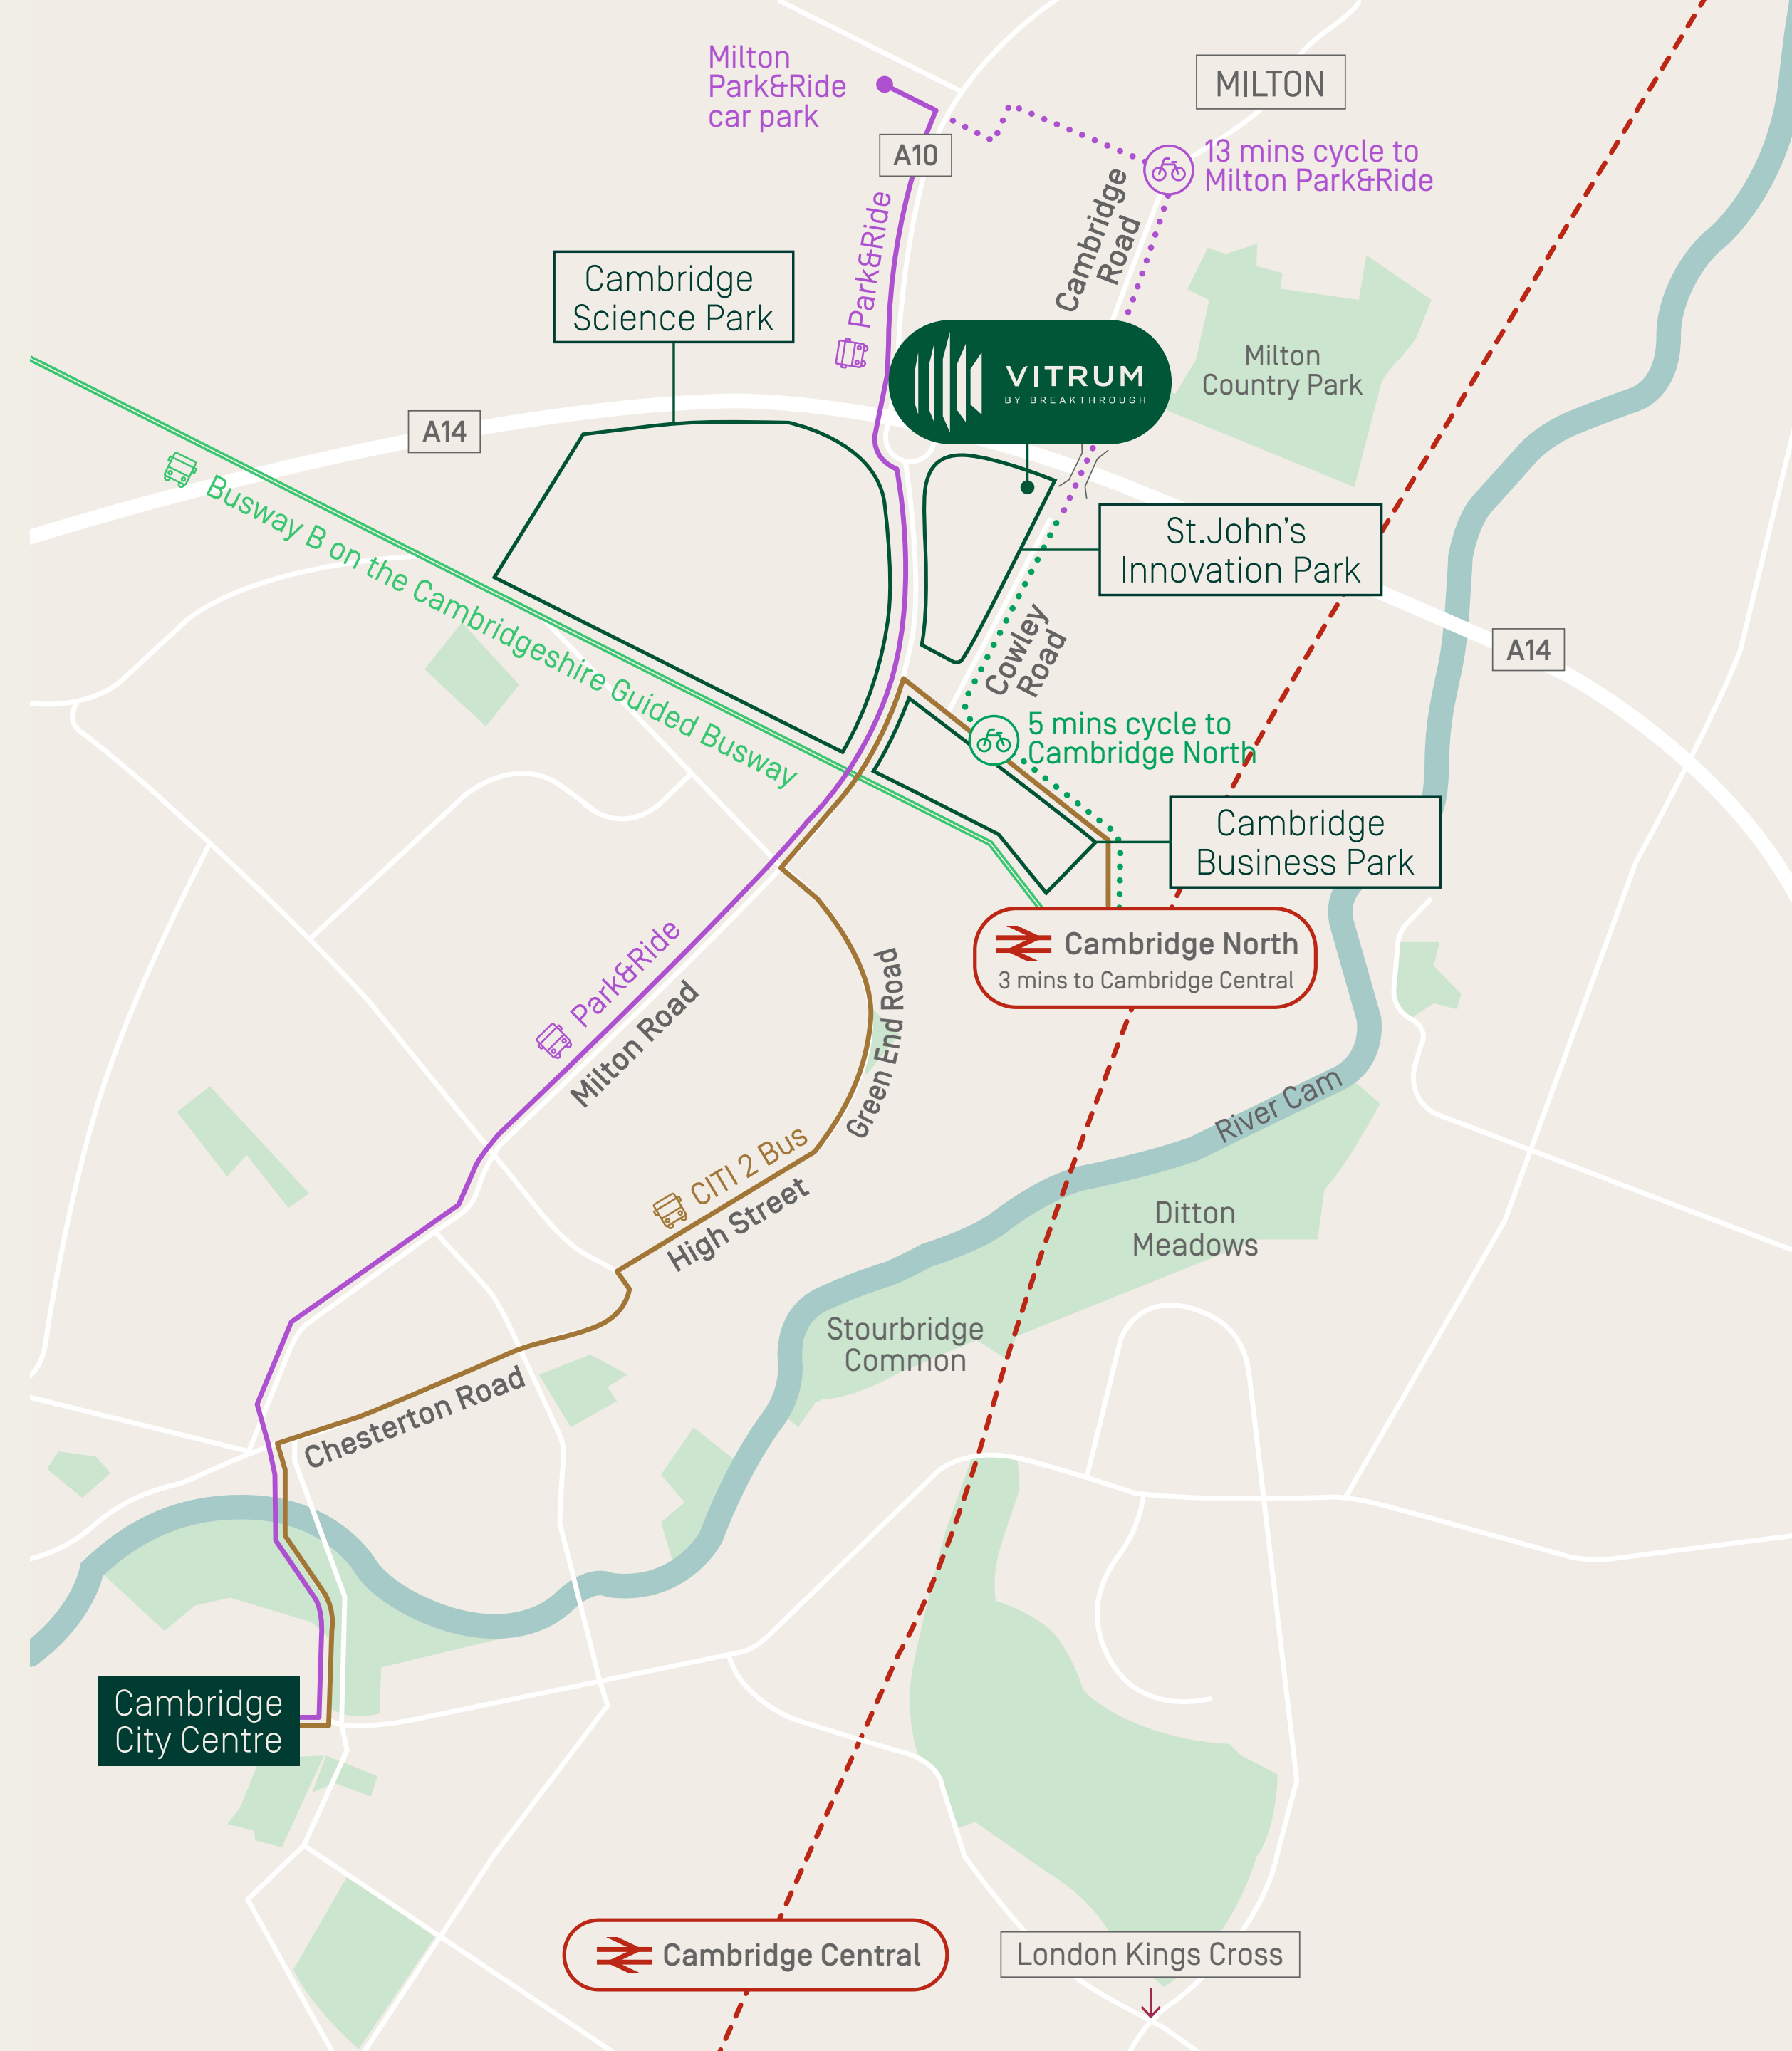 Milton
Park&Ride
car park
MILTON
A10
13 mins cycle to
Milton Park&Ride
Cambridge
Road
Park&Ride
Cambridge
Science Park
VITRUM
BY BREAKTHROUGH
Milton
Country Park
A14
Busway B on the Cambridgeshire Guided Busway
St.John's
Innovation Park
Cowley
Road
A14
5 mins cycle to
Cambridge North
Cambridge
Business Park
Cambridge North
3 mins to Cambridge Central
Park&Ride
Milton Road
Green End Road
River Cam
CITI 2 Bus
High Street
Ditton
Meadows
Stourbridge
Common
Chesterton Road
Cambridge
City Centre
Cambridge Central
London Kings Cross